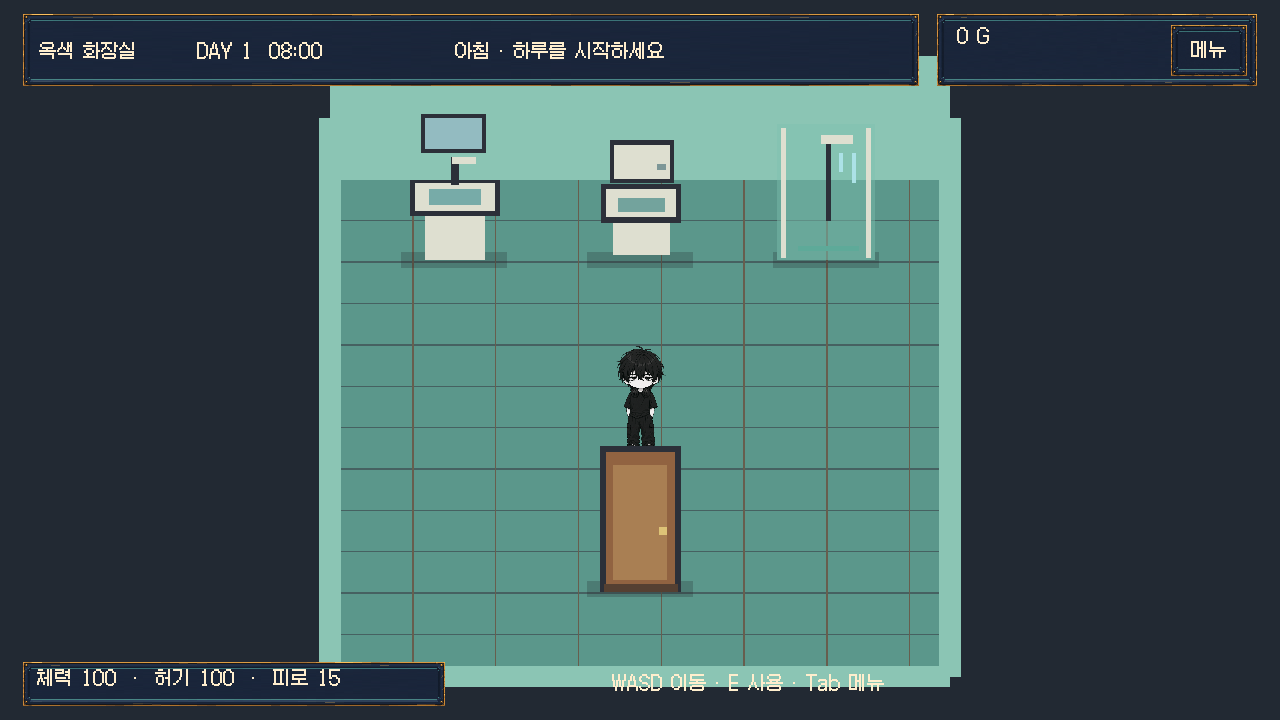 옥색 화장실 DAY 1 08:00 아침 · 하루를 시작하세요
0 G
메뉴
체력 100 · 허기 100 · 피로 15
WASD 이동 · E 사용 · Tab 메뉴